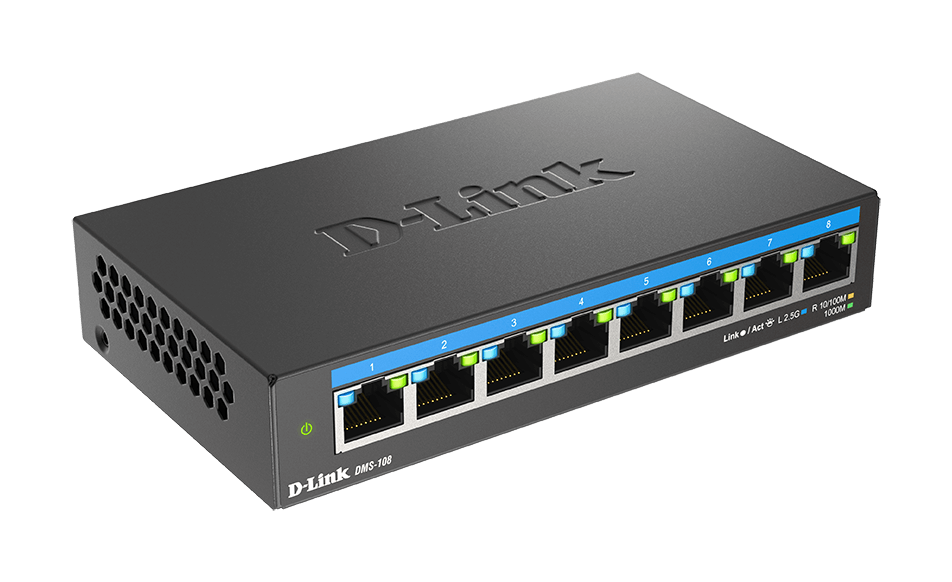 D-Link
1 2 3 4 5 6 7 8
Link / Act L 2.5G R 10/100M
1000M
D-Link DMS-108